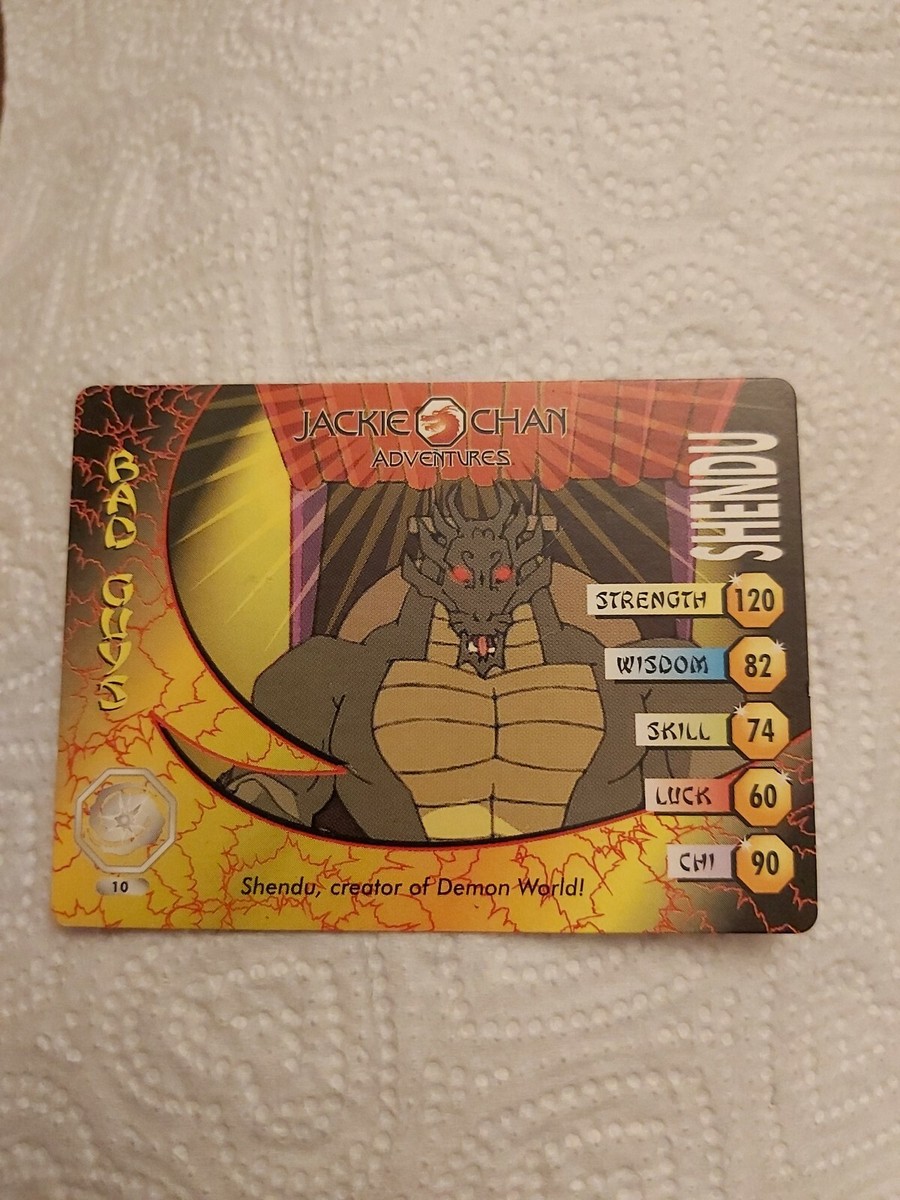 JACKIE CHAN
ADVENTURES
BAD GUYS
SHENDU
STRENGTH 120
WISDOM 82
SKILL 74
LUCK 60
CHI 90
10
Shendu, creator of Demon World!